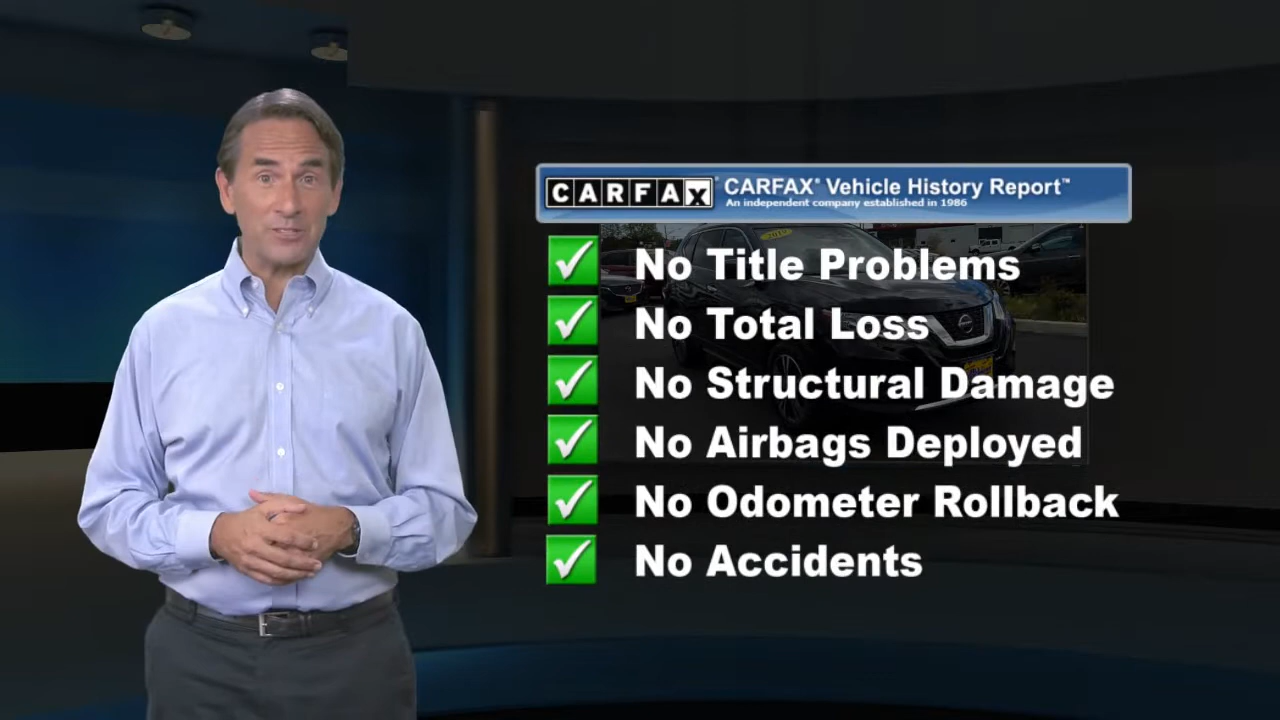 CARFAX
CARFAX® Vehicle History Report™
An independent company established in 1986
No Title Problems
No Total Loss
No Structural Damage
No Airbags Deployed
No Odometer Rollback
No Accidents